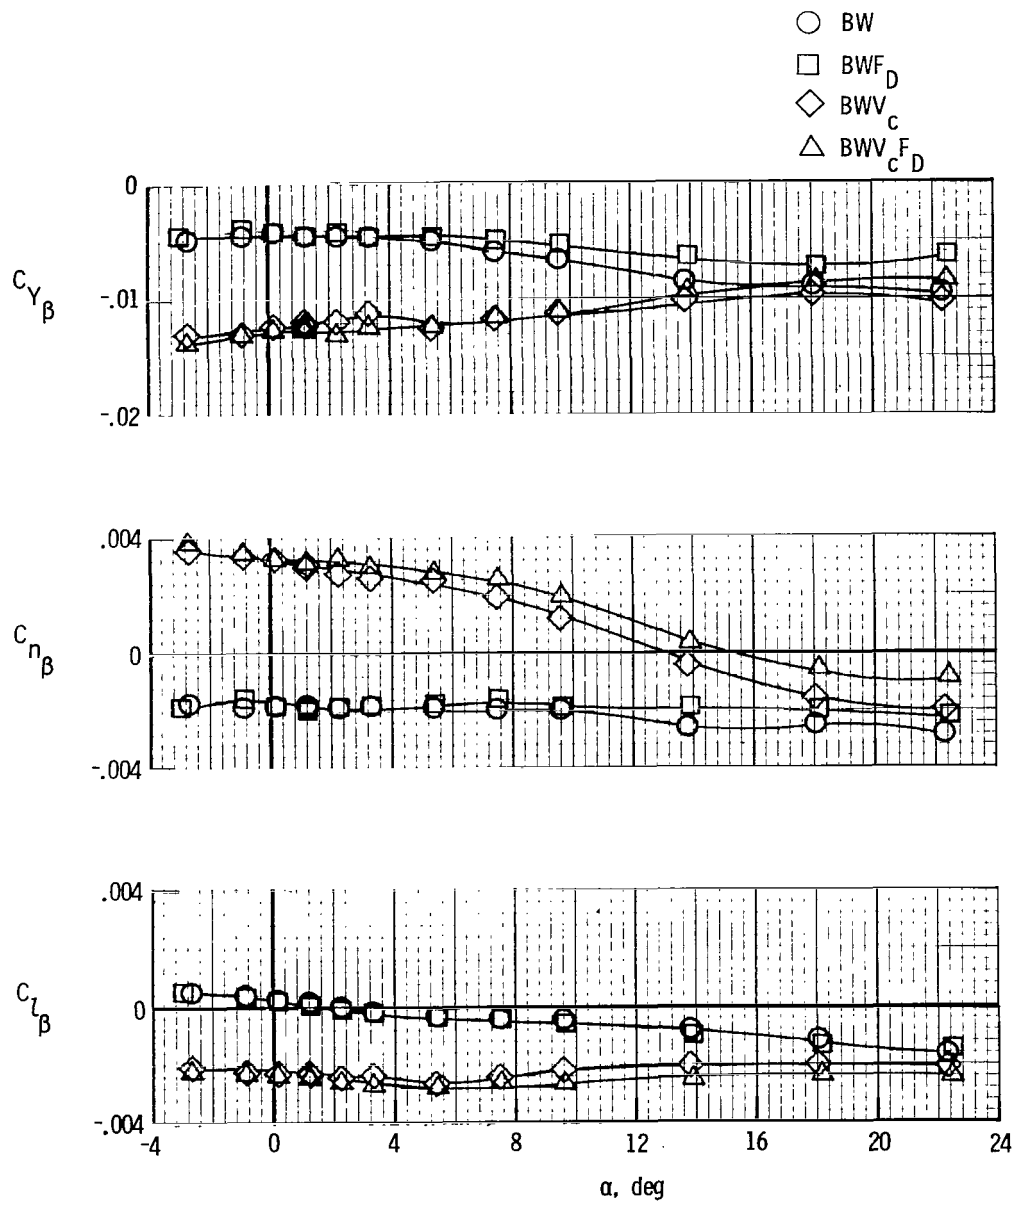 BW
BWF_D
BWV_c
BWV_cF_D
0
C_Yβ
-.01
-.02
.004
C_nβ
0
-.004
.004
C_lβ
0
-.004
-4 0 4 8 12 16 20 24
α, deg